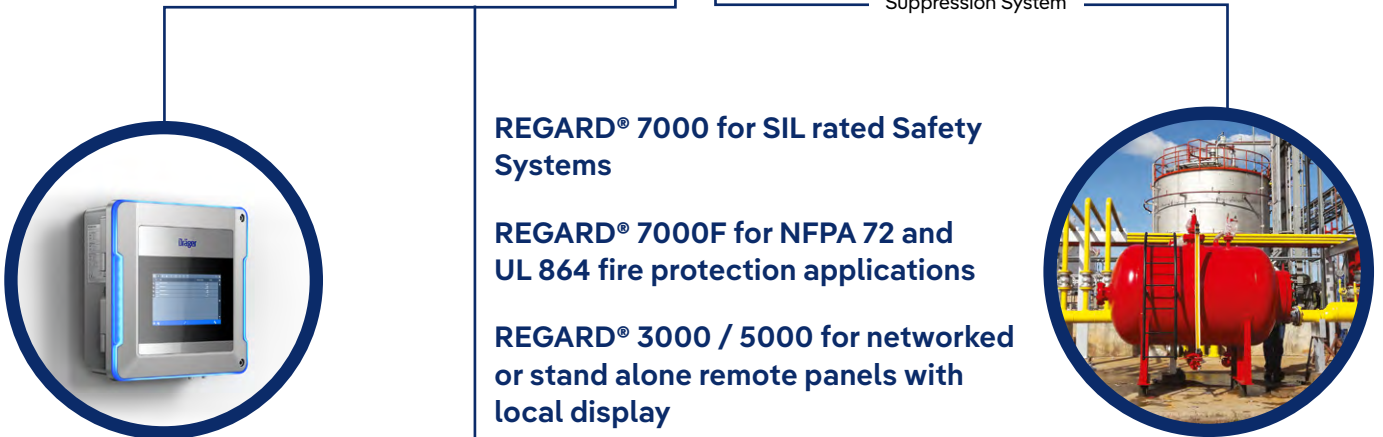 Suppression System
REGARD® 7000 for SIL rated Safety
Systems
REGARD® 7000F for NFPA 72 and
UL 864 fire protection applications
REGARD® 3000 / 5000 for networked
or stand alone remote panels with
local display
Dräger